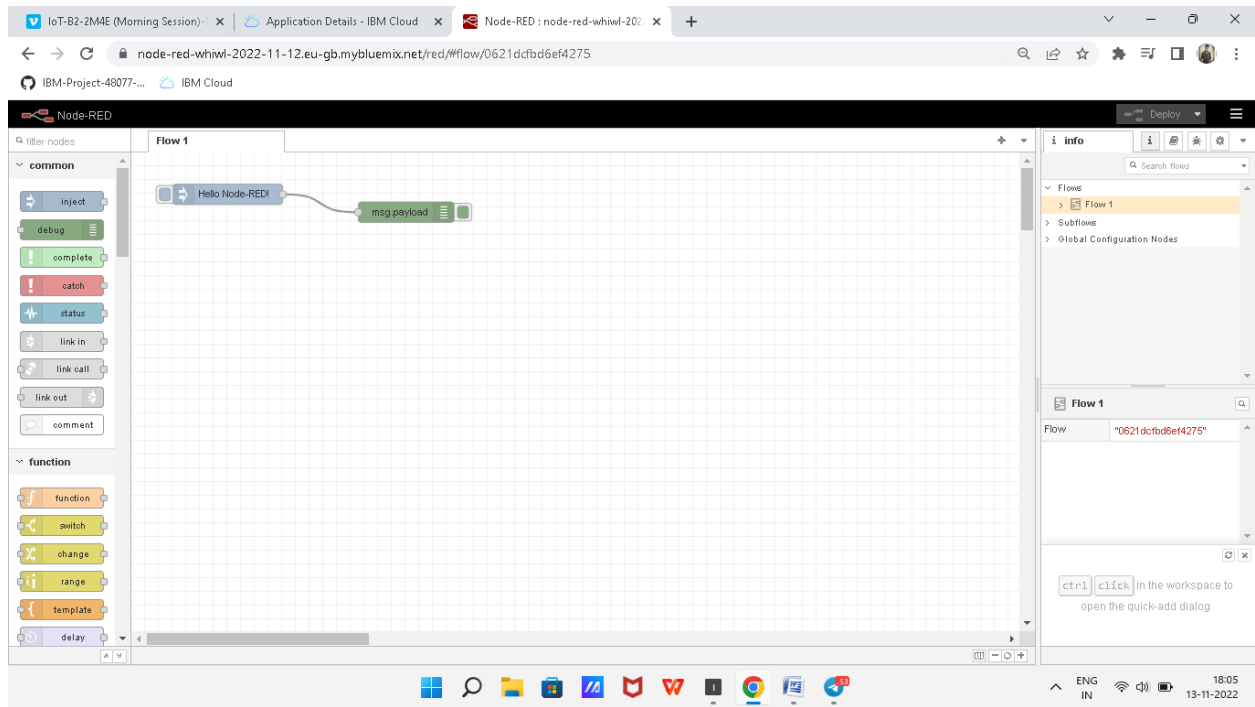 IoT-B2-2M4E (Morning Session)-I
Application Details - IBM Cloud
Node-RED : node-red-whiwl-202
node-red-whiwl-2022-11-12.eu-gb.mybluemix.net/red/#flow/0621dcfbd6ef4275
IBM-Project-48077-...
IBM Cloud
Node-RED
Deploy
filter nodes
common
inject
debug
complete
catch
status
link in
link call
link out
comment
function
function
switch
change
range
template
delay
Flow 1
Hello Node-RED!
msg.payload
info
Search flows
Flows
Flow 1
Subflows
Global Configuration Nodes
Flow 1
Flow "0621dcfbd6ef4275"
ctrl click in the workspace to
open the quick-add dialog
53
ENG
IN
18:05
13-11-2022